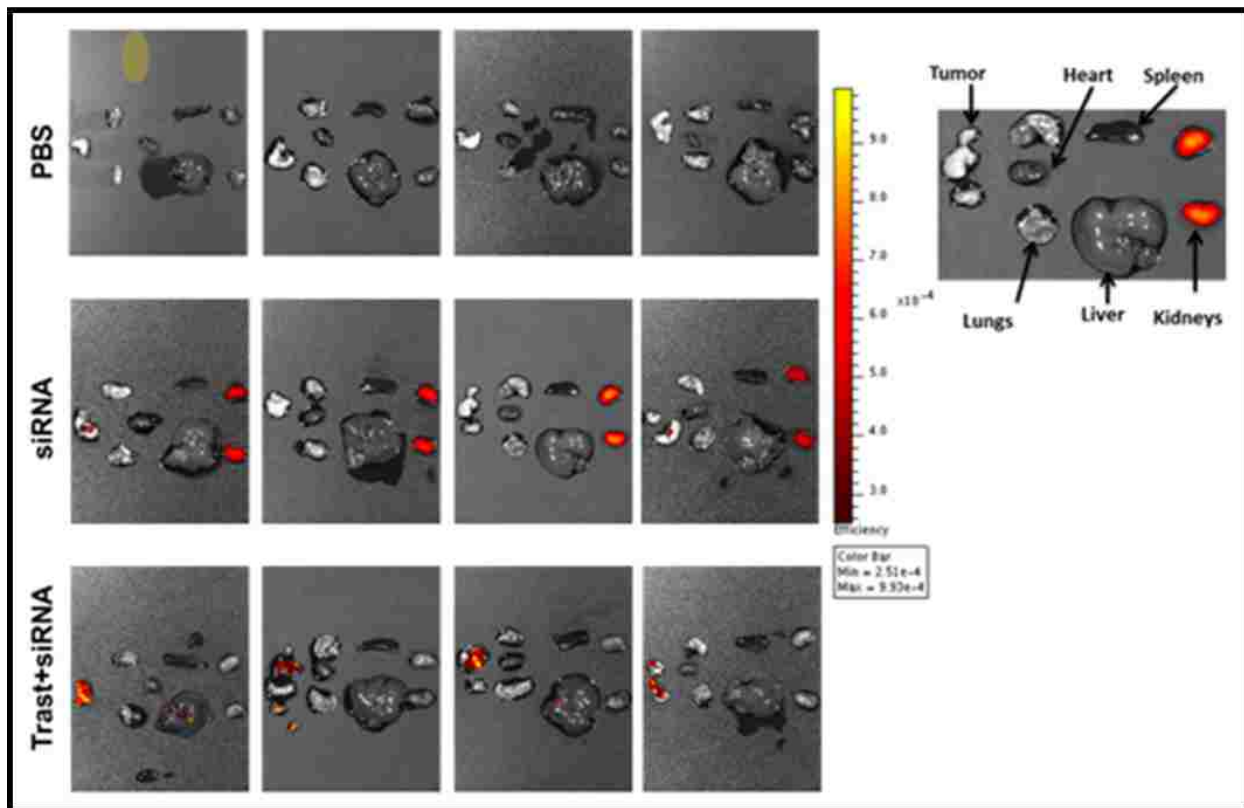 PBS
siRNA
Trast+siRNA
9.0
8.0
7.0
6.0
x10⁻⁴
5.0
4.0
3.0
Efficiency
Color Bar
Min = 2.51e-4
Max = 9.93e-4
Tumor
Heart
Spleen
Lungs
Liver
Kidneys